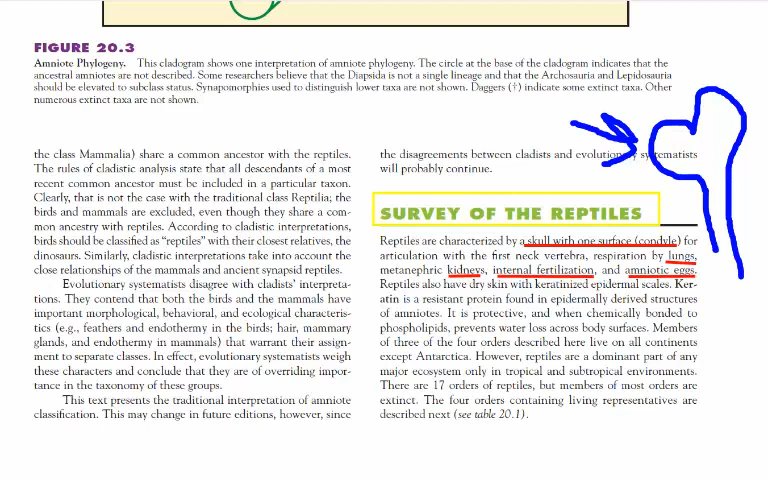 FIGURE 20.3
Amniote Phylogeny. This cladogram shows one interpretation of amniote phylogeny. The circle at the base of the cladogram indicates that the
ancestral amniotes are not described. Some researchers believe that the Diapsida is not a single lineage and that the Archosauria and Lepidosauria
should be elevated to subclass status. Synapomorphies used to distinguish lower taxa are not shown. Daggers (†) indicate some extinct taxa. Other
numerous extinct taxa are not shown.
the class Mammalia) share a common ancestor with the reptiles.
The rules of cladistic analysis state that all descendants of a most
recent common ancestor must be included in a particular taxon.
Clearly, that is not the case with the traditional class Reptilia; the
birds and mammals are excluded, even though they share a com-
mon ancestry with reptiles. According to cladistic interpretations,
birds should be classified as “reptiles” with their closest relatives, the
dinosaurs. Similarly, cladistic interpretations take into account the
close relationships of the mammals and ancient synapsid reptiles.
Evolutionary systematists disagree with cladists’ interpreta-
tions. They contend that both the birds and the mammals have
important morphological, behavioral, and ecological characteris-
tics (e.g., feathers and endothermy in the birds; hair, mammary
glands, and endothermy in mammals) that warrant their assign-
ment to separate classes. In effect, evolutionary systematists weigh
these characters and conclude that they are of overriding impor-
tance in the taxonomy of these groups.
This text presents the traditional interpretation of amniote
classification. This may change in future editions, however, since
the disagreements between cladists and evolutionary systematists
will probably continue.
SURVEY OF THE REPTILES
Reptiles are characterized by a skull with one surface (condyle) for
articulation with the first neck vertebra, respiration by lungs,
metanephric kidneys, internal fertilization, and amniotic eggs.
Reptiles also have dry skin with keratinized epidermal scales. Ker-
atin is a resistant protein found in epidermally derived structures
of amniotes. It is protective, and when chemically bonded to
phospholipids, prevents water loss across body surfaces. Members
of three of the four orders described here live on all continents
except Antarctica. However, reptiles are a dominant part of any
major ecosystem only in tropical and subtropical environments.
There are 17 orders of reptiles, but members of most orders are
extinct. The four orders containing living representatives are
described next (see table 20.1).